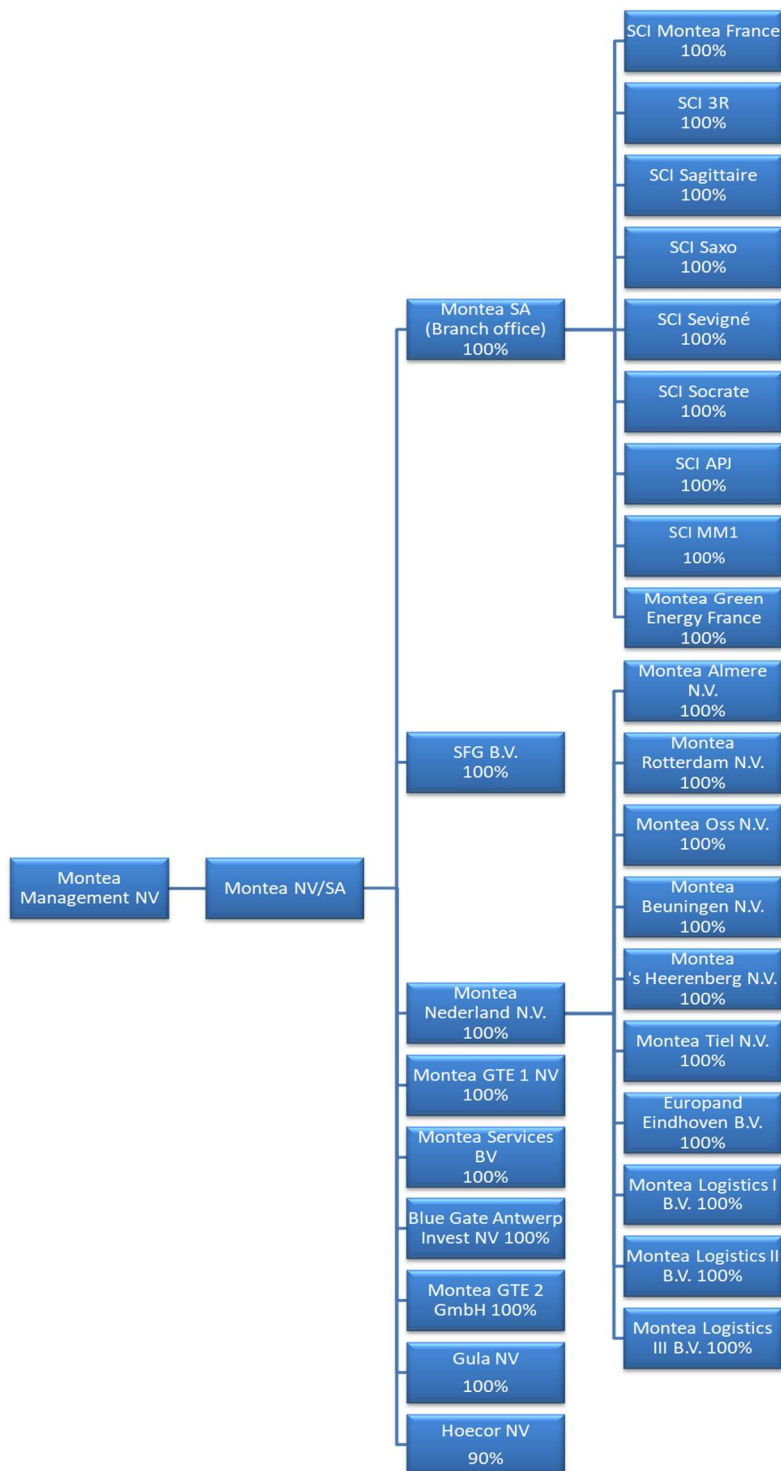 SCI Montea France
100%
SCI 3R
100%
SCI Sagittaire
100%
SCI Saxo
100%
Montea SA
(Branch office)
100%
SCI Sevigné
100%
SCI Socrate
100%
SCI APJ
100%
SCI MM1
100%
Montea Green
Energy France
100%
SFG B.V.
100%
Montea Management NV
Montea NV/SA
Montea
Nederland N.V.
100%
Montea Almere
N.V.
100%
Montea
Rotterdam N.V.
100%
Montea Oss N.V.
100%
Montea
Beuningen N.V.
100%
Montea
's Heerenberg N.V.
100%
Montea Tiel N.V.
100%
Europand
Eindhoven B.V.
100%
Montea Logistics I
B.V. 100%
Montea Logistics II
B.V. 100%
Montea Logistics
III B.V. 100%
Montea GTE 1 NV
100%
Montea Services
BV
100%
Blue Gate Antwerp
Invest NV 100%
Montea GTE 2
GmbH 100%
Gula NV
100%
Hoecor NV
90%